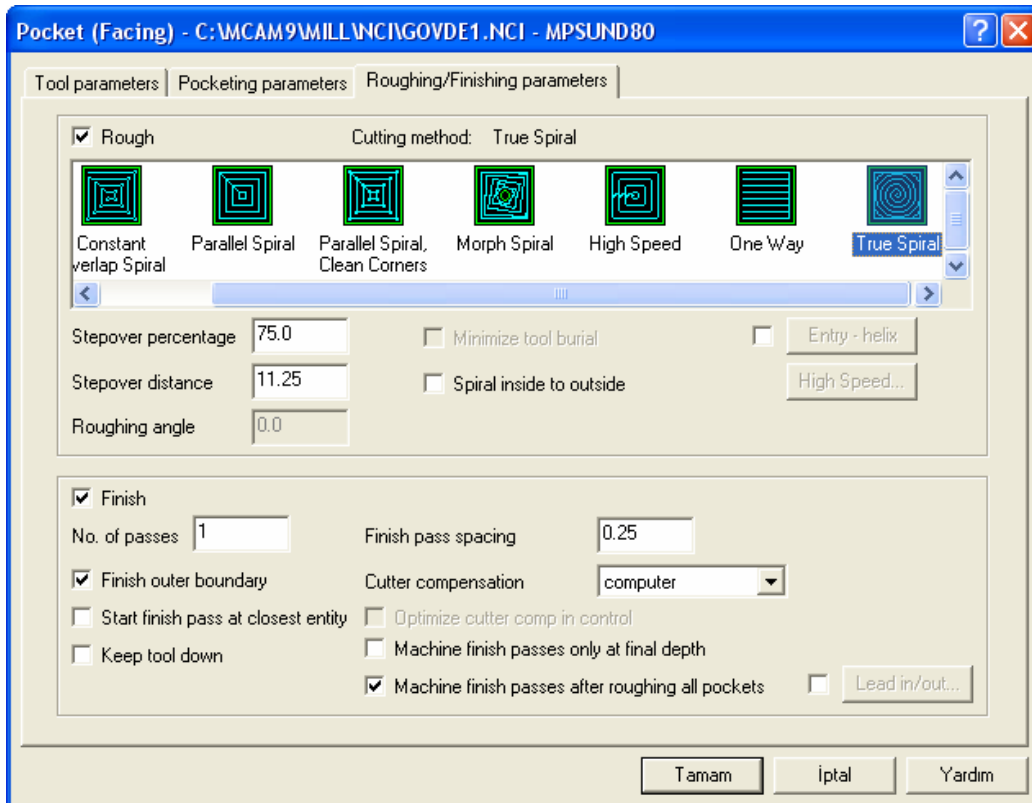 Pocket (Facing) - C:\MCAM9\MILL\NCI\GOVDE1.NCI - MPSUND80
Tool parameters Pocketing parameters Roughing/Finishing parameters
Rough Cutting method: True Spiral
Constant Parallel Spiral Parallel Spiral, Morph Spiral High Speed One Way True Spiral
verlap Spiral Clean Corners
Stepover percentage 75.0 Minimize tool burial Entry - helix
Stepover distance 11.25 Spiral inside to outside High Speed...
Roughing angle 0.0
Finish
No. of passes 1 Finish pass spacing 0.25
Finish outer boundary Cutter compensation computer
Start finish pass at closest entity Optimize cutter comp in control
Keep tool down Machine finish passes only at final depth
Machine finish passes after roughing all pockets Lead in/out...
Tamam İptal Yardım